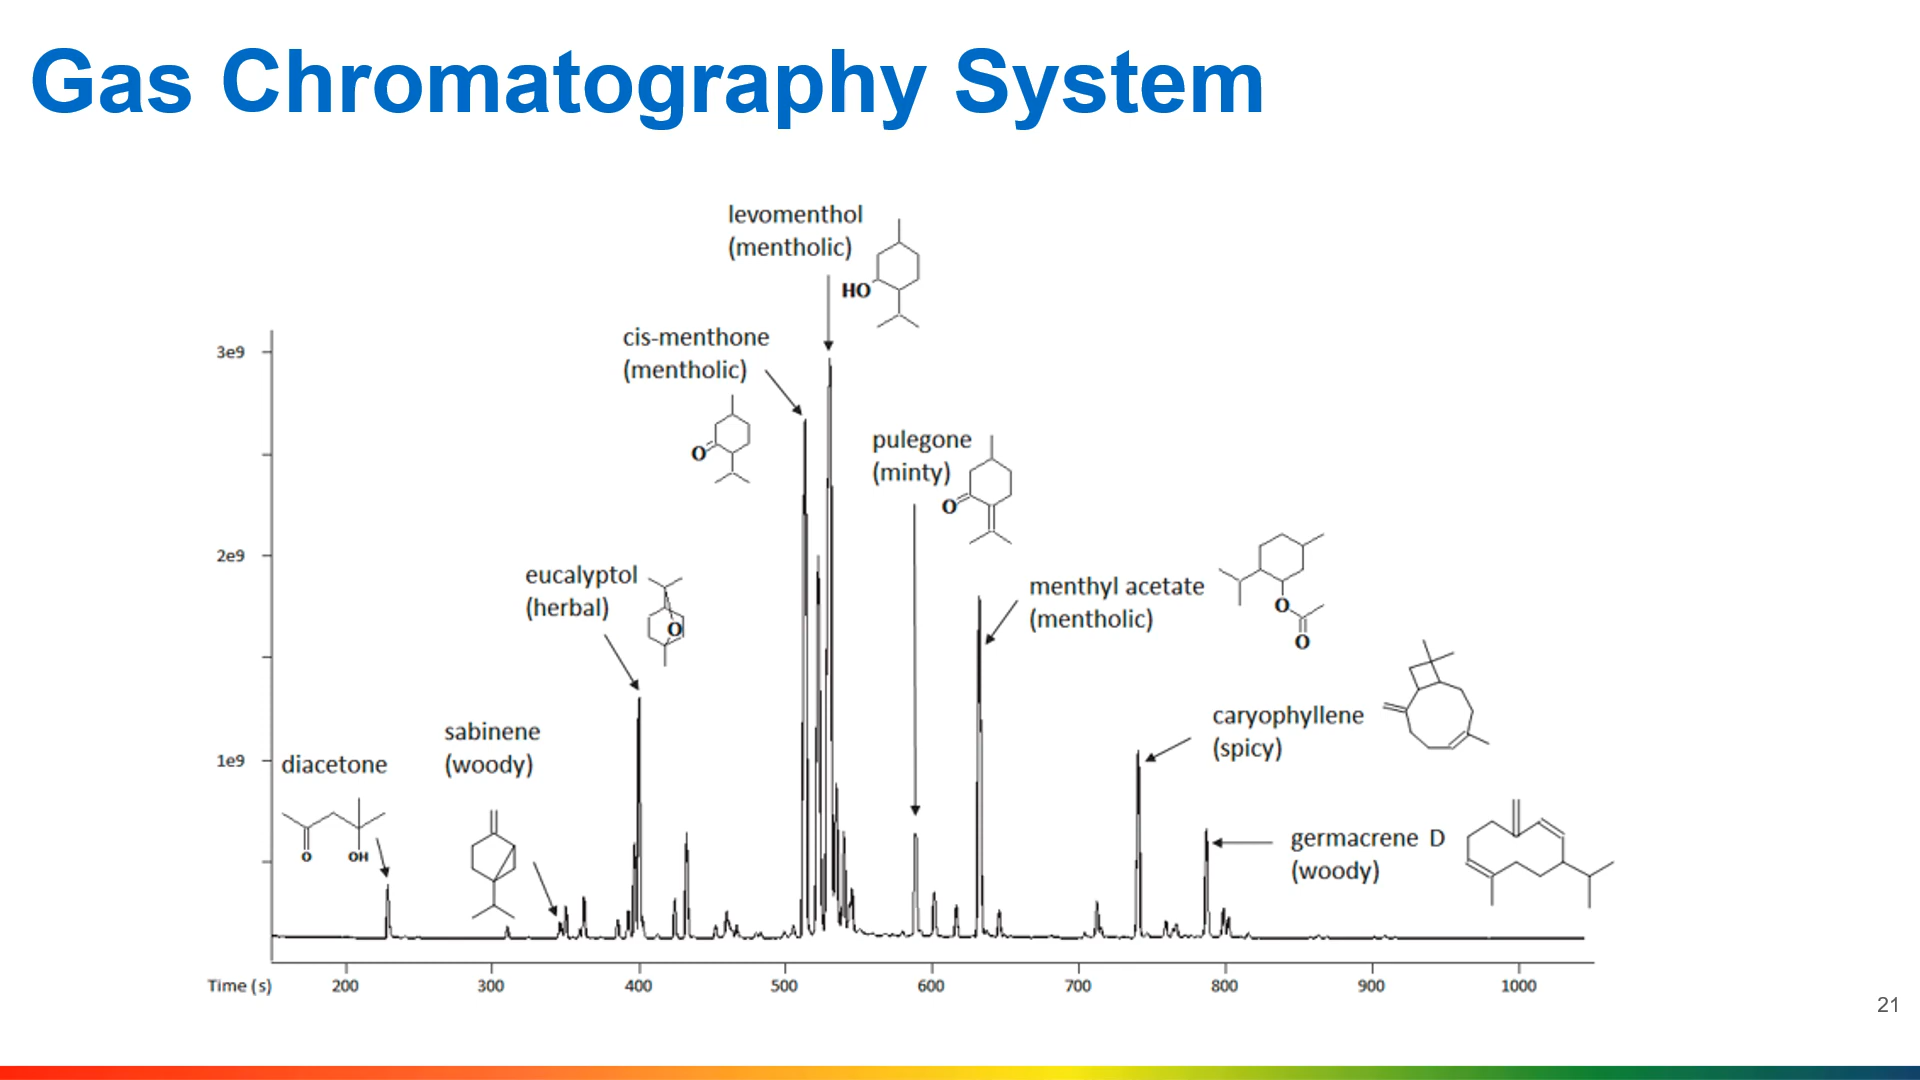 Gas Chromatography System
levomenthol
(mentholic)
HO
cis-menthone
(mentholic)
O
3e9
pulegone
(minty)
O
2e9
eucalyptol
(herbal)
O
menthyl acetate
(mentholic)
O
O
caryophyllene
(spicy)
sabinene
(woody)
1e9
diacetone
O
OH
germacrene D
(woody)
Time (s)
200
300
400
500
600
700
800
900
1000
21